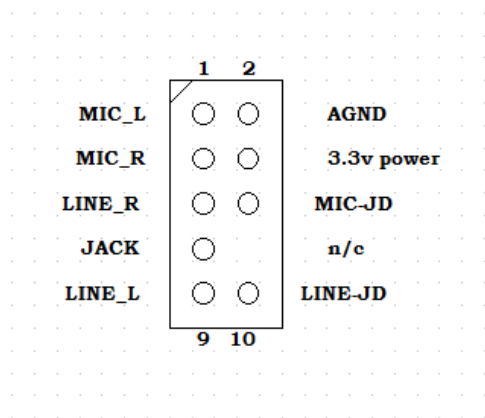 1 2
MIC_L AGND
MIC_R 3.3v power
LINE_R MIC-JD
JACK n/c
LINE_L LINE-JD
9 10